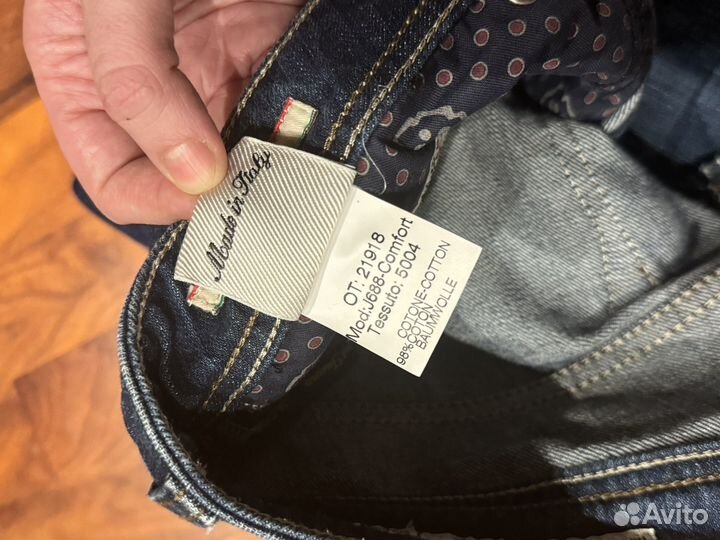 Made in Italy
OT: 21918
Mod:J688-Comfort
Tessuto: 5004
98% COTONE-COTTON
COTON
BAUMWOLLE
Avito